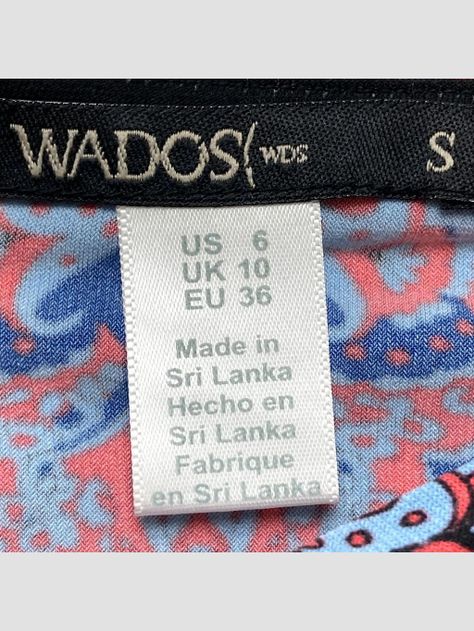 WADOS! WDS S
US 6
UK 10
EU 36
Made in
Sri Lanka
Hecho en
Sri Lanka
Fabrique
en Sri Lanka